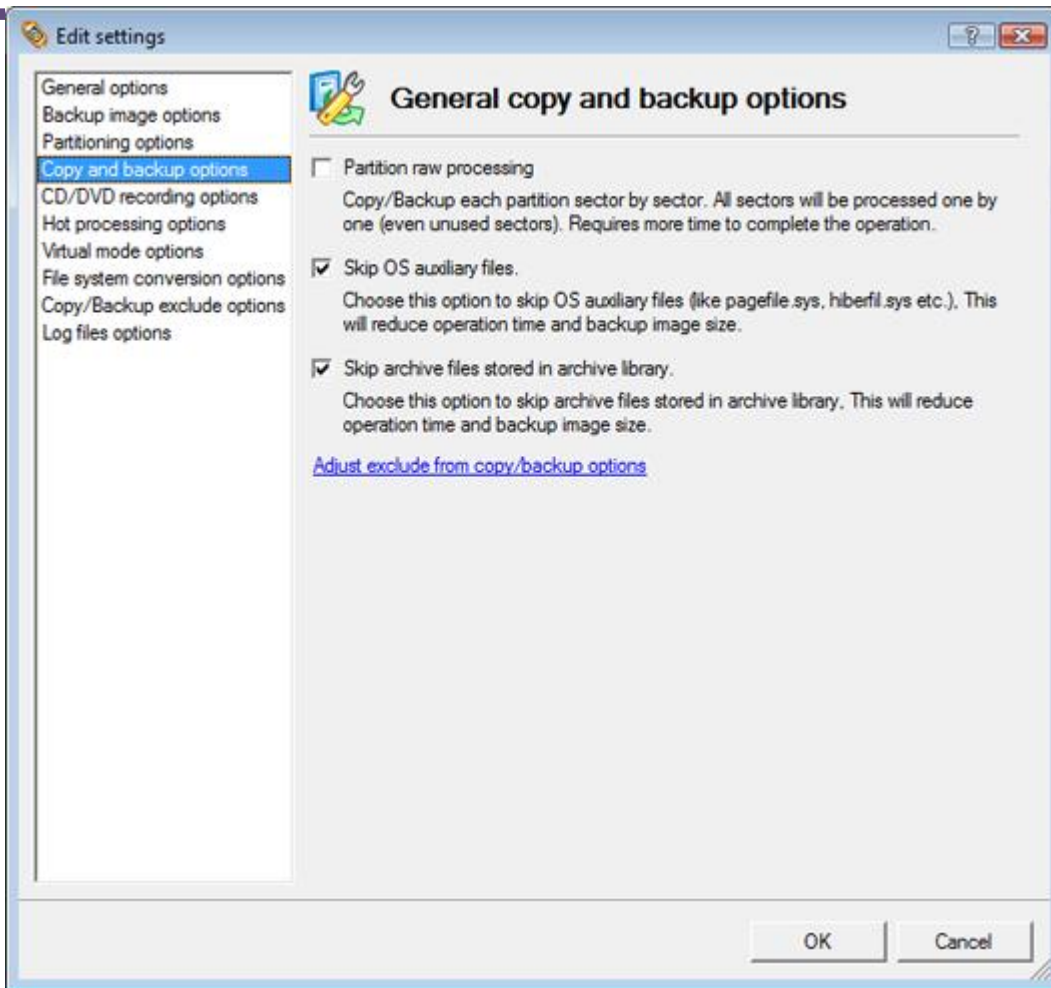 Edit settings
General options
Backup image options
Partitioning options
Copy and backup options
CD/DVD recording options
Hot processing options
Virtual mode options
File system conversion options
Copy/Backup exclude options
Log files options
General copy and backup options
Partition raw processing
Copy/Backup each partition sector by sector. All sectors will be processed one by
one (even unused sectors). Requires more time to complete the operation.
Skip OS auxiliary files.
Choose this option to skip OS auxiliary files (like pagefile.sys, hiberfil.sys etc.), This
will reduce operation time and backup image size.
Skip archive files stored in archive library.
Choose this option to skip archive files stored in archive library, This will reduce
operation time and backup image size.
Adjust exclude from copy/backup options
OK
Cancel